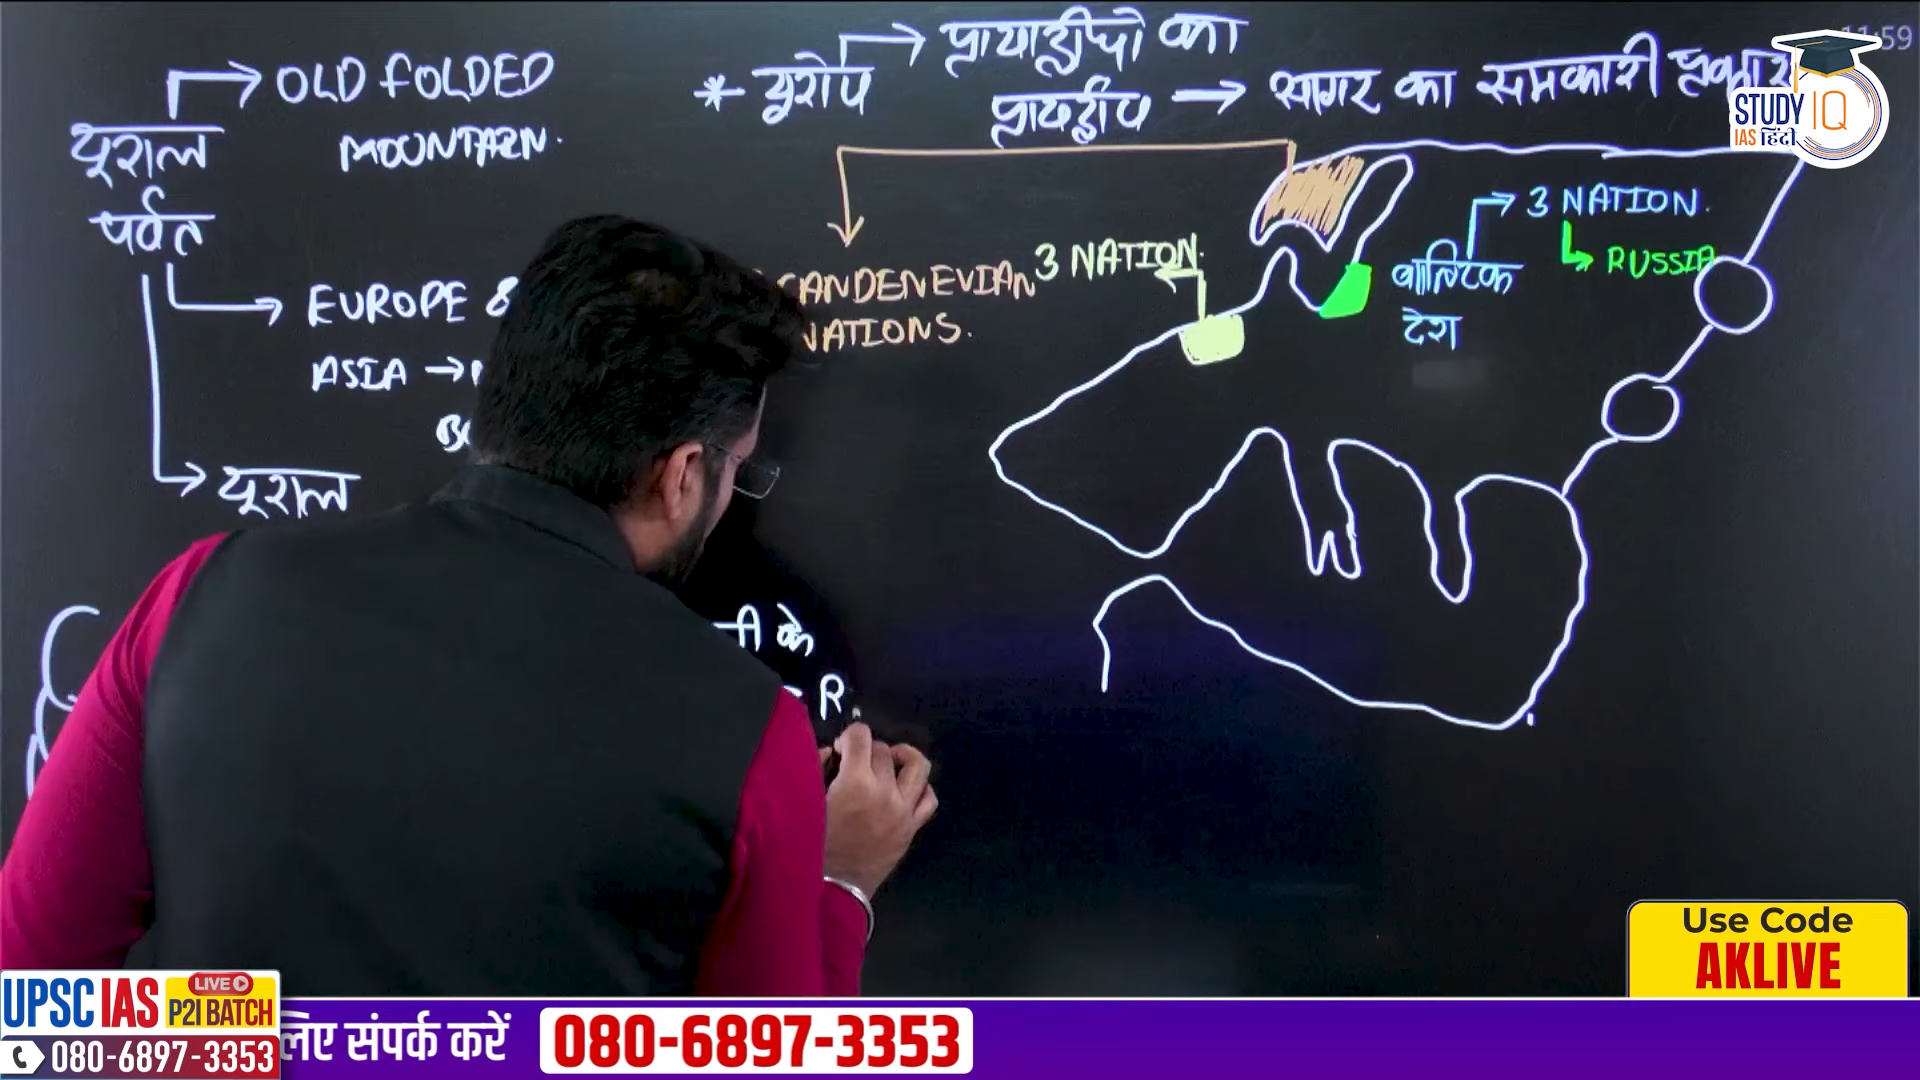 OLD FOLDED
MOUNTAIN.
यूराल
पर्वत
EUROPE &
ASIA →
यूराल
* यूरोप → प्रायद्वीपो का
प्रायद्वीप → सागर का समकारी प्रभाव
STUDY IQ
IAS हिंदी
3 NATION.
RUSSIA
बाल्टिक
देश
3 NATION.
SCANDENEVIAN
NATIONS.
के
R
Use Code
AKLIVE
UPSC IAS
LIVE
P2I BATCH
080-6897-3353
लिए संपर्क करें
080-6897-3353